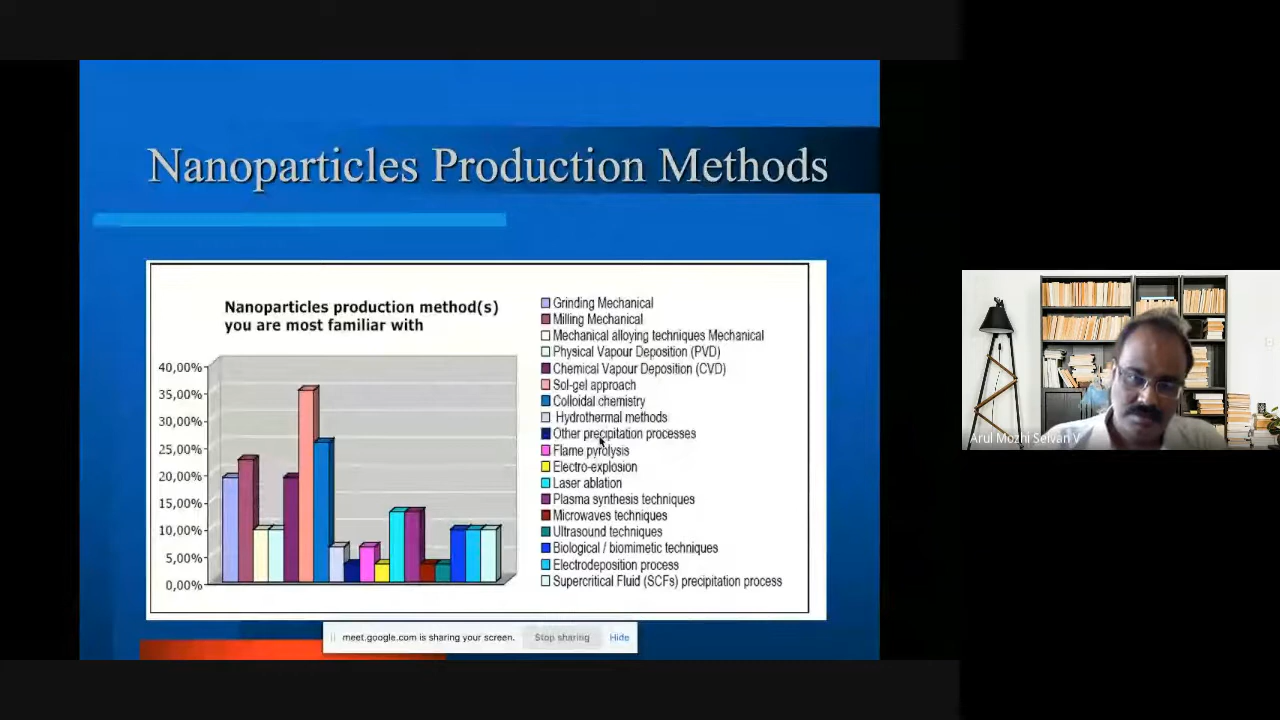 Nanoparticles Production Methods
Nanoparticles production method(s)
you are most familiar with
40,00%
35,00%
30,00%
25,00%
20,00%
15,00%
10,00%
5,00%
0,00%
Grinding Mechanical
Milling Mechanical
Mechanical alloying techniques Mechanical
Physical Vapour Deposition (PVD)
Chemical Vapour Deposition (CVD)
Sol-gel approach
Colloidal chemistry
Hydrothermal methods
Other precipitation processes
Flame pyrolysis
Electro-explosion
Laser ablation
Plasma synthesis techniques
Microwaves techniques
Ultrasound techniques
Biological / biomimetic techniques
Electrodeposition process
Supercritical Fluid (SCFs) precipitation process
meet.google.com is sharing your screen.
Stop sharing
Hide
Arul Mozhi Selvan V